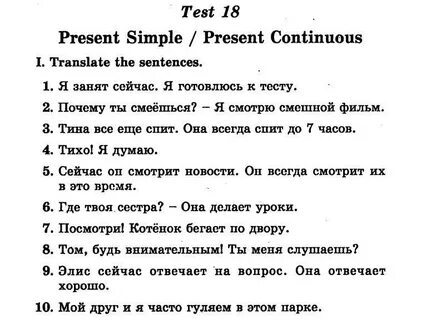 Test 18
Present Simple / Present Continuous
I. Translate the sentences.
1. Я занят сейчас. Я готовлюсь к тесту.
2. Почему ты смеёшься? – Я смотрю смешной фильм.
3. Тина все еще спит. Она всегда спит до 7 часов.
4. Тихо! Я думаю.
5. Сейчас он смотрит новости. Он всегда смотрит их
в это время.
6. Где твоя сестра? – Она делает уроки.
7. Посмотри! Котёнок бегает по двору.
8. Том, будь внимательным! Ты меня слушаешь?
9. Элис сейчас отвечает на вопрос. Она отвечает
хорошо.
10. Мой друг и я часто гуляем в этом парке.